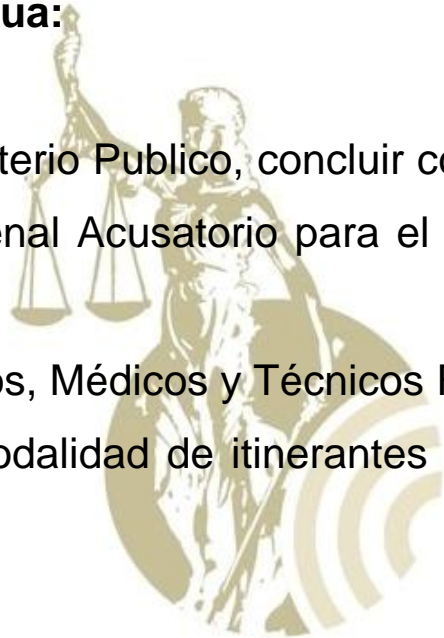 ua:
terio Publico, concluir co
enal Acusatorio para el
os, Médicos y Técnicos
odalidad de itinerantes